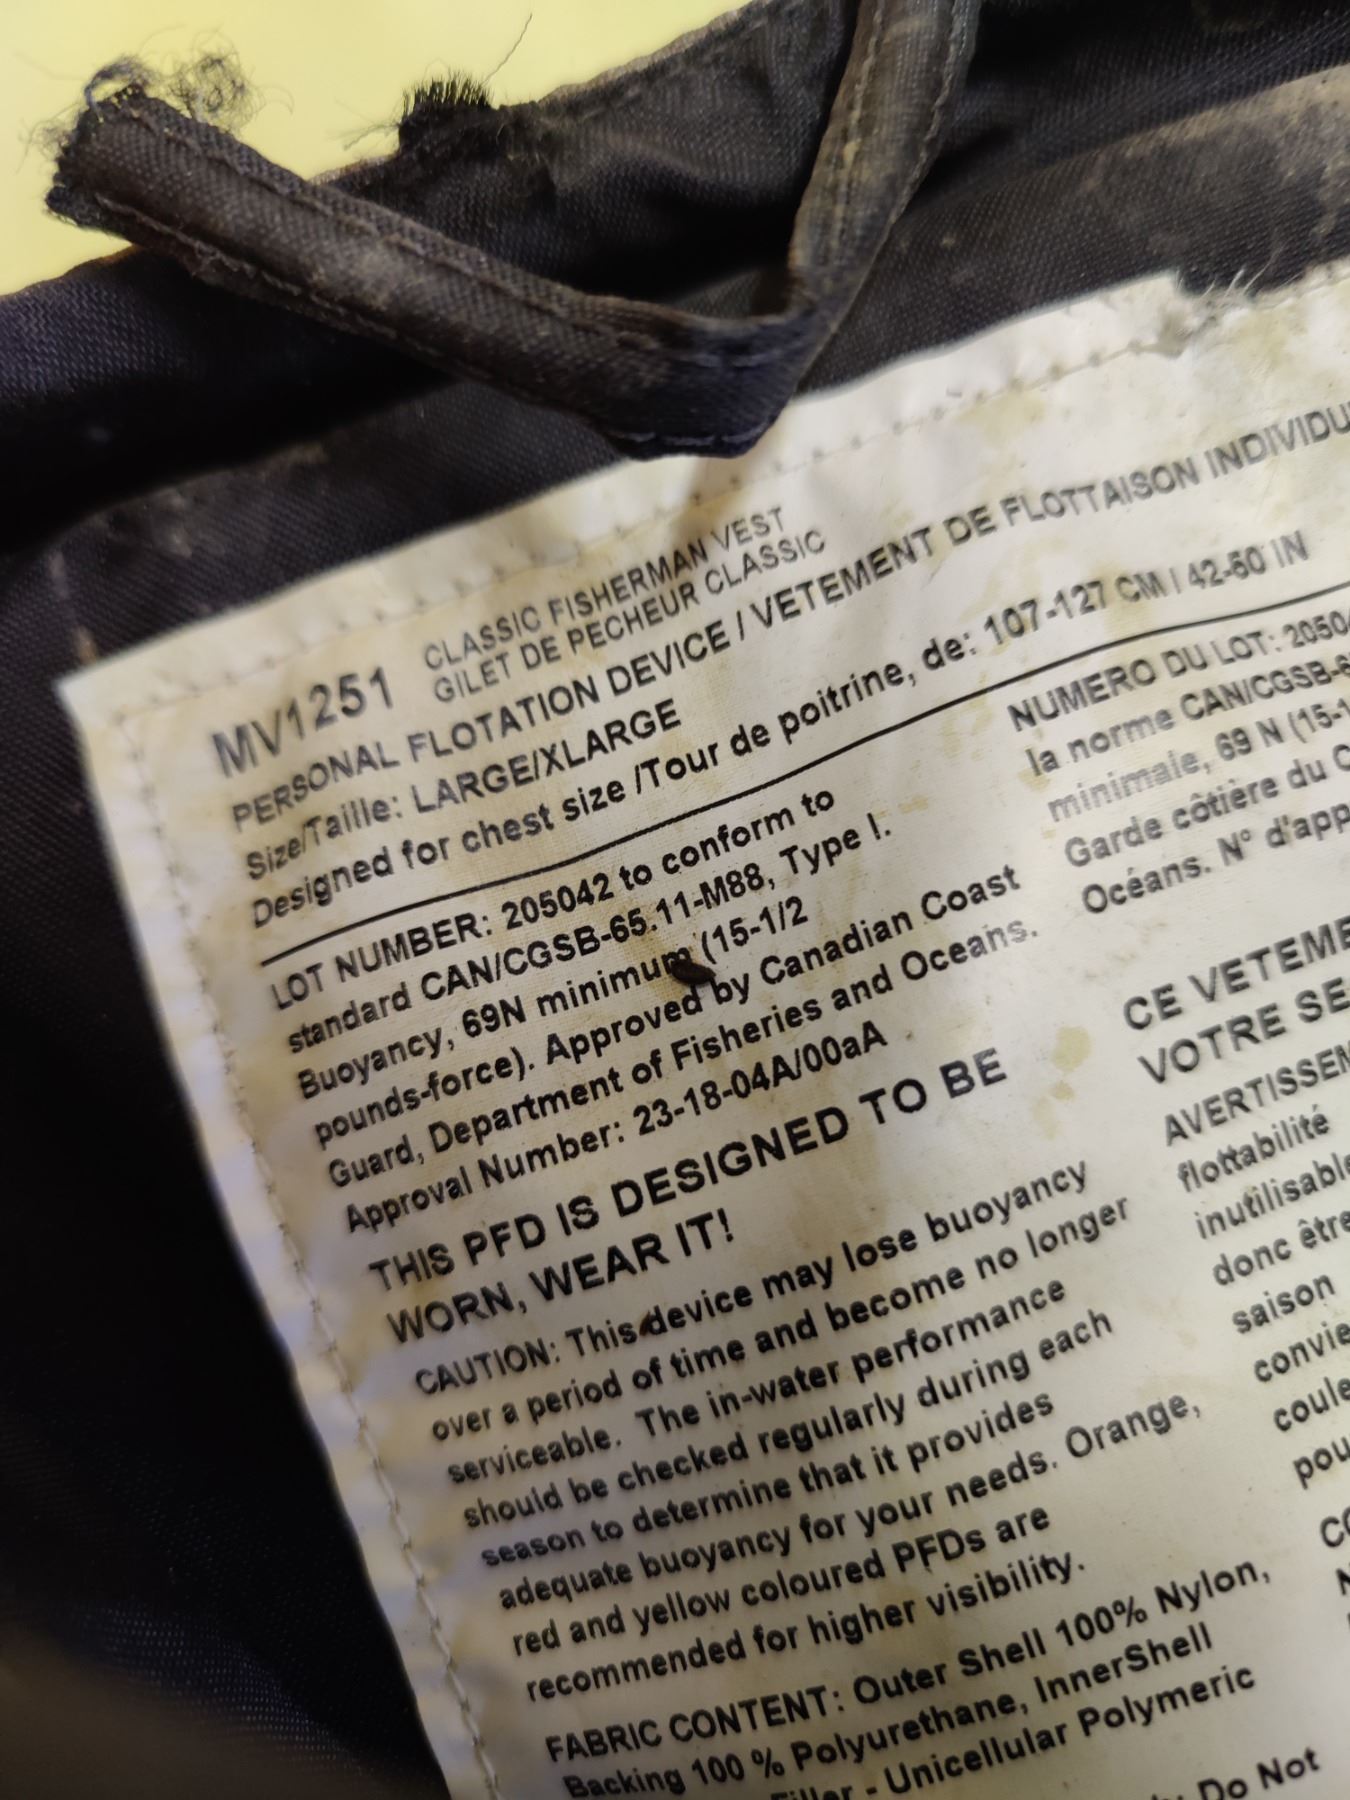 MV1251 CLASSIC FISHERMAN VEST
GILET DE PECHEUR CLASSIC
PERSONAL FLOTATION DEVICE / VETEMENT DE FLOTTAISON INDIVIDU
Size/Taille: LARGE/XLARGE
Designed for chest size /Tour de poitrine, de: 107-127 CM / 42-50 IN
LOT NUMBER: 205042 to conform to
standard CAN/CGSB-65.11-M88, Type I.
Buoyancy, 69N minimum (15-1/2
pounds-force). Approved by Canadian Coast
Guard, Department of Fisheries and Oceans.
Approval Number: 23-18-04A/00aA
THIS PFD IS DESIGNED TO BE
WORN, WEAR IT!
CAUTION: This device may lose buoyancy
over a period of time and become no longer
serviceable. The in-water performance
should be checked regularly during each
season to determine that it provides
adequate buoyancy for your needs. Orange,
red and yellow coloured PFDs are
recommended for higher visibility.
FABRIC CONTENT: Outer Shell 100% Nylon,
Backing 100 % Polyurethane, InnerShell
Filler - Unicellular Polymeric
Do Not
NUMERO DU LOT: 2050
la norme CAN/CGSB-6
minimale, 69 N (15-1
Garde côtière du C
Océans. N° d'app
CE VETEME
VOTRE SE
AVERTISSEM
flottabilité
inutilisable
donc être
saison
convie
coule
pou